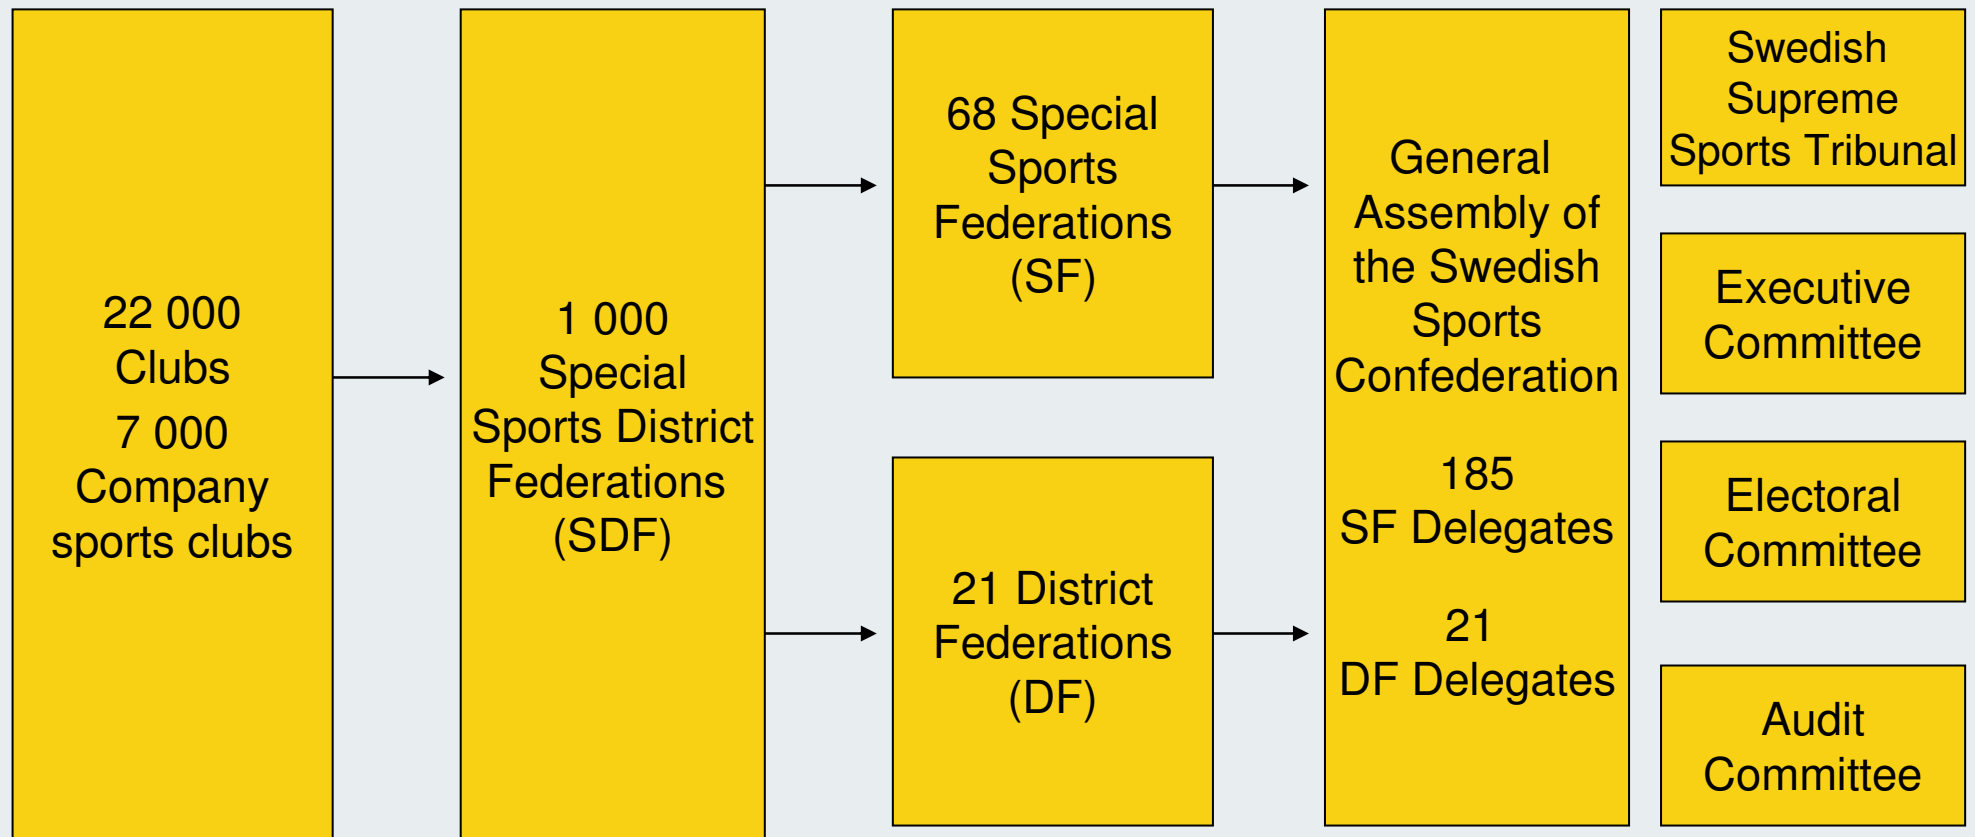 22 000
Clubs
7 000
Company
sports clubs
1 000
Special
Sports District
Federations
(SDF)
68 Special
Sports
Federations
(SF)
21 District
Federations
(DF)
General
Assembly of
the Swedish
Sports
Confederation
185
SF Delegates
21
DF Delegates
Swedish
Supreme
Sports Tribunal
Executive
Committee
Electoral
Committee
Audit
Committee